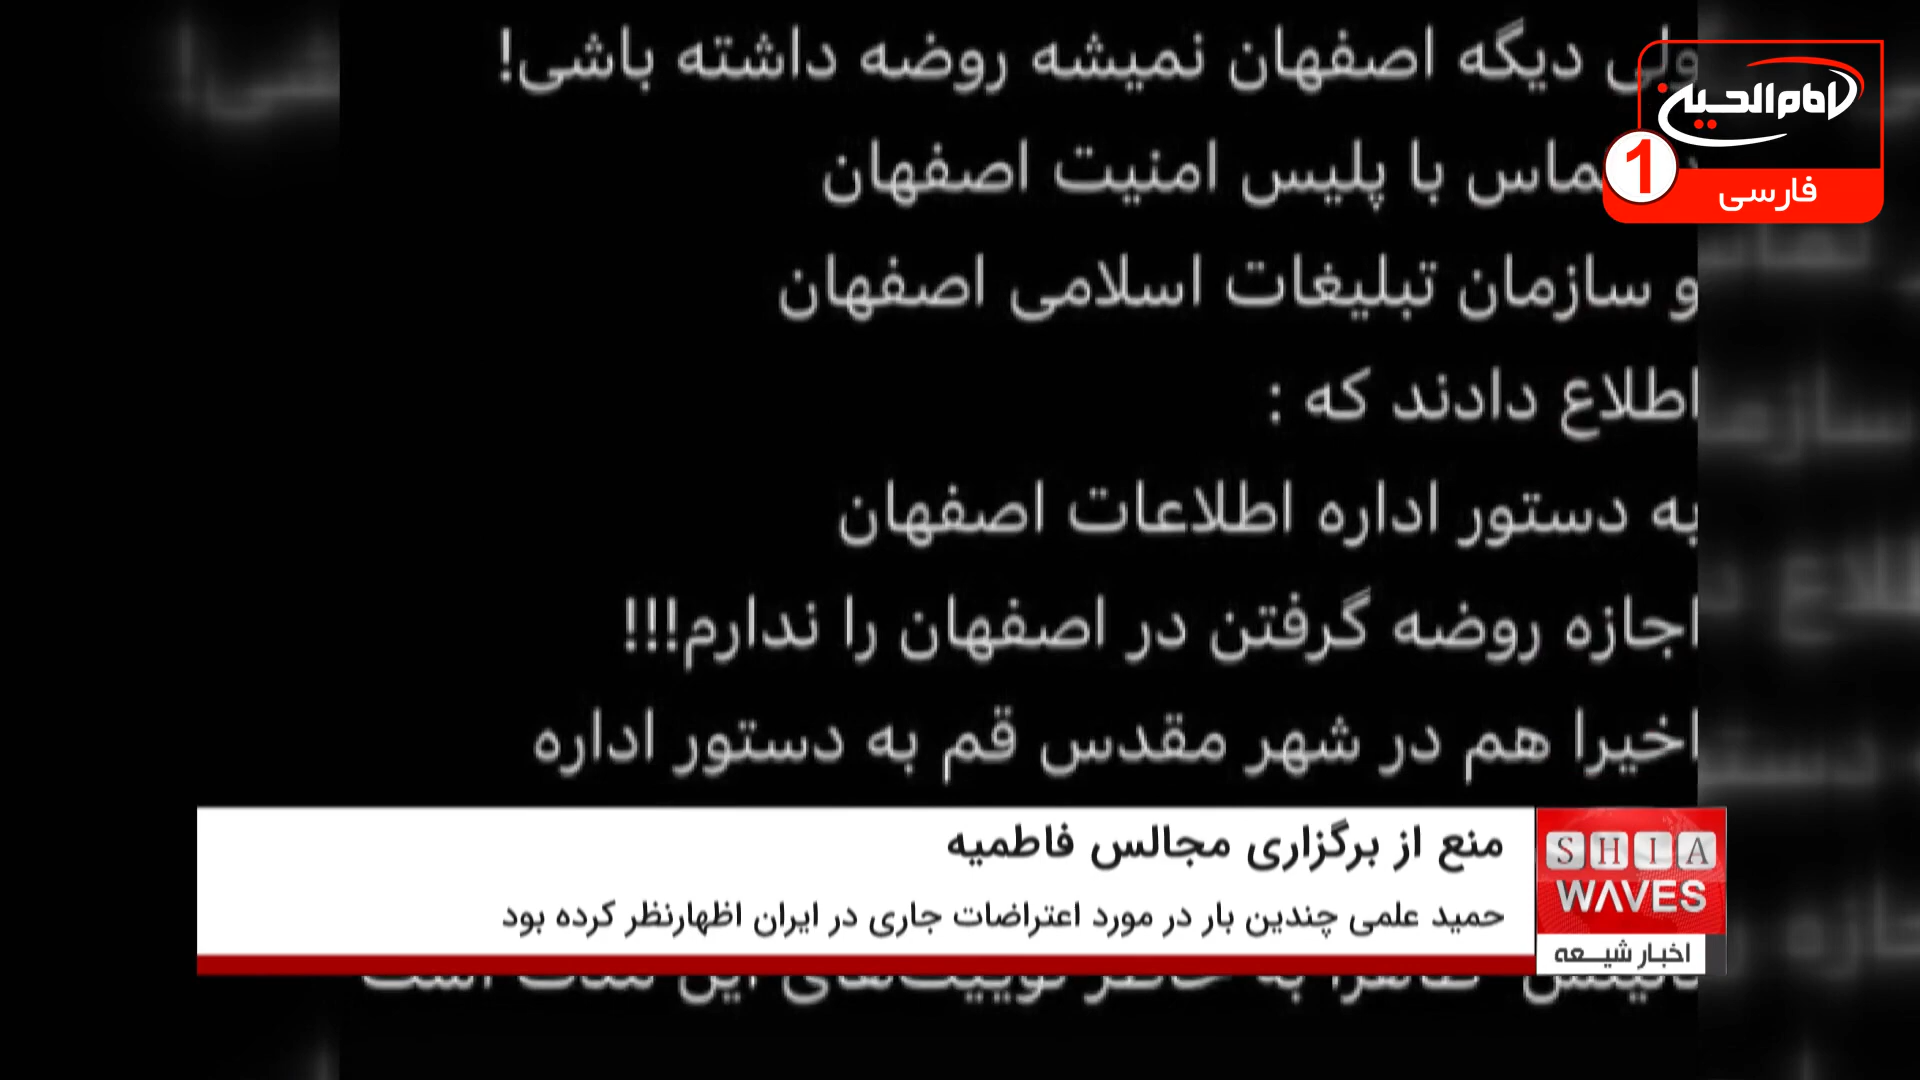 ولی دیگه اصفهان نمیشه روضه داشته باشی!
با پلیس امنیت اصفهان
و سازمان تبلیغات اسلامی اصفهان
اطلاع دادند که :
به دستور اداره اطلاعات اصفهان
اجازه روضه گرفتن در اصفهان را ندارم!!!
اخیرا هم در شهر مقدس قم به دستور اداره
امام الحسین
1
فارسی
منع از برگزاری مجالس فاطمیه
حمید علمی چندین بار در مورد اعتراضات جاری در ایران اظهارنظر کرده بود
SHIA
WAVES
اخبار شیعه